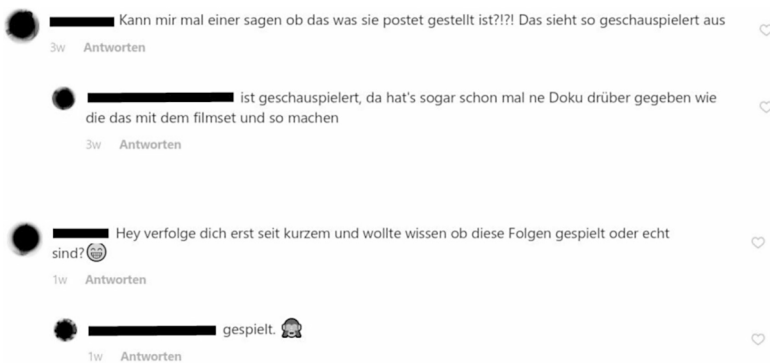 Kann mir mal einer sagen ob das was sie postet gestellt ist?!?! Das sieht so geschauspielert aus
3w Antworten
ist geschauspielert, da hat's sogar schon mal ne Doku drüber gegeben wie
die das mit dem filmset und so machen
3w Antworten
Hey verfolge dich erst seit kurzem und wollte wissen ob diese Folgen gespielt oder echt
sind?😁
1w Antworten
gespielt. 🙈
1w Antworten